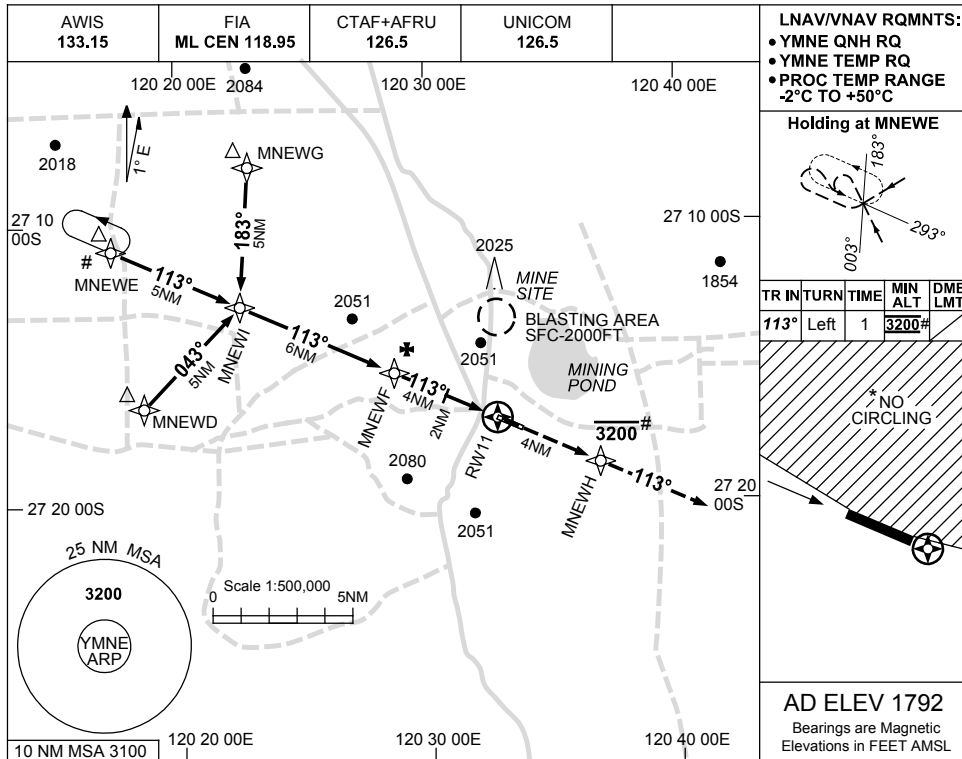 AWIS
133.15
FIA
ML CEN 118.95
CTAF+AFRU
126.5
UNICOM
126.5
LNAV/VNAV RQMNTS:
• YMNE QNH RQ
• YMNE TEMP RQ
• PROC TEMP RANGE
-2°C TO +50°C
120 20 00E
2084
120 30 00E
120 40 00E
Holding at MNEWE
183°
293°
003°
2018
1° E
MNEWG
183°
5NM
27 10
00S
27 10 00S
#
MNEWE
113°
5NM
2025
MINE
SITE
1854
2051
BLASTING AREA
SFC-2000FT
2051
MINING
POND
TR IN
TURN
TIME
MIN
ALT
DME
LMT
113°
Left
1
3200#
MNEWI
113°
6NM
043°
5NM
MNEWD
MNEWF
113°
4NM
2NM
RW11
4NM
3200#
MNEWH
113°
*NO
CIRCLING
2080
2051
27 20 00S
27 20
00S
25 NM MSA
3200
YMNE
ARP
Scale 1:500,000
0
5NM
10 NM MSA 3100
120 20 00E
120 30 00E
120 40 00E
AD ELEV 1792
Bearings are Magnetic
Elevations in FEET AMSL